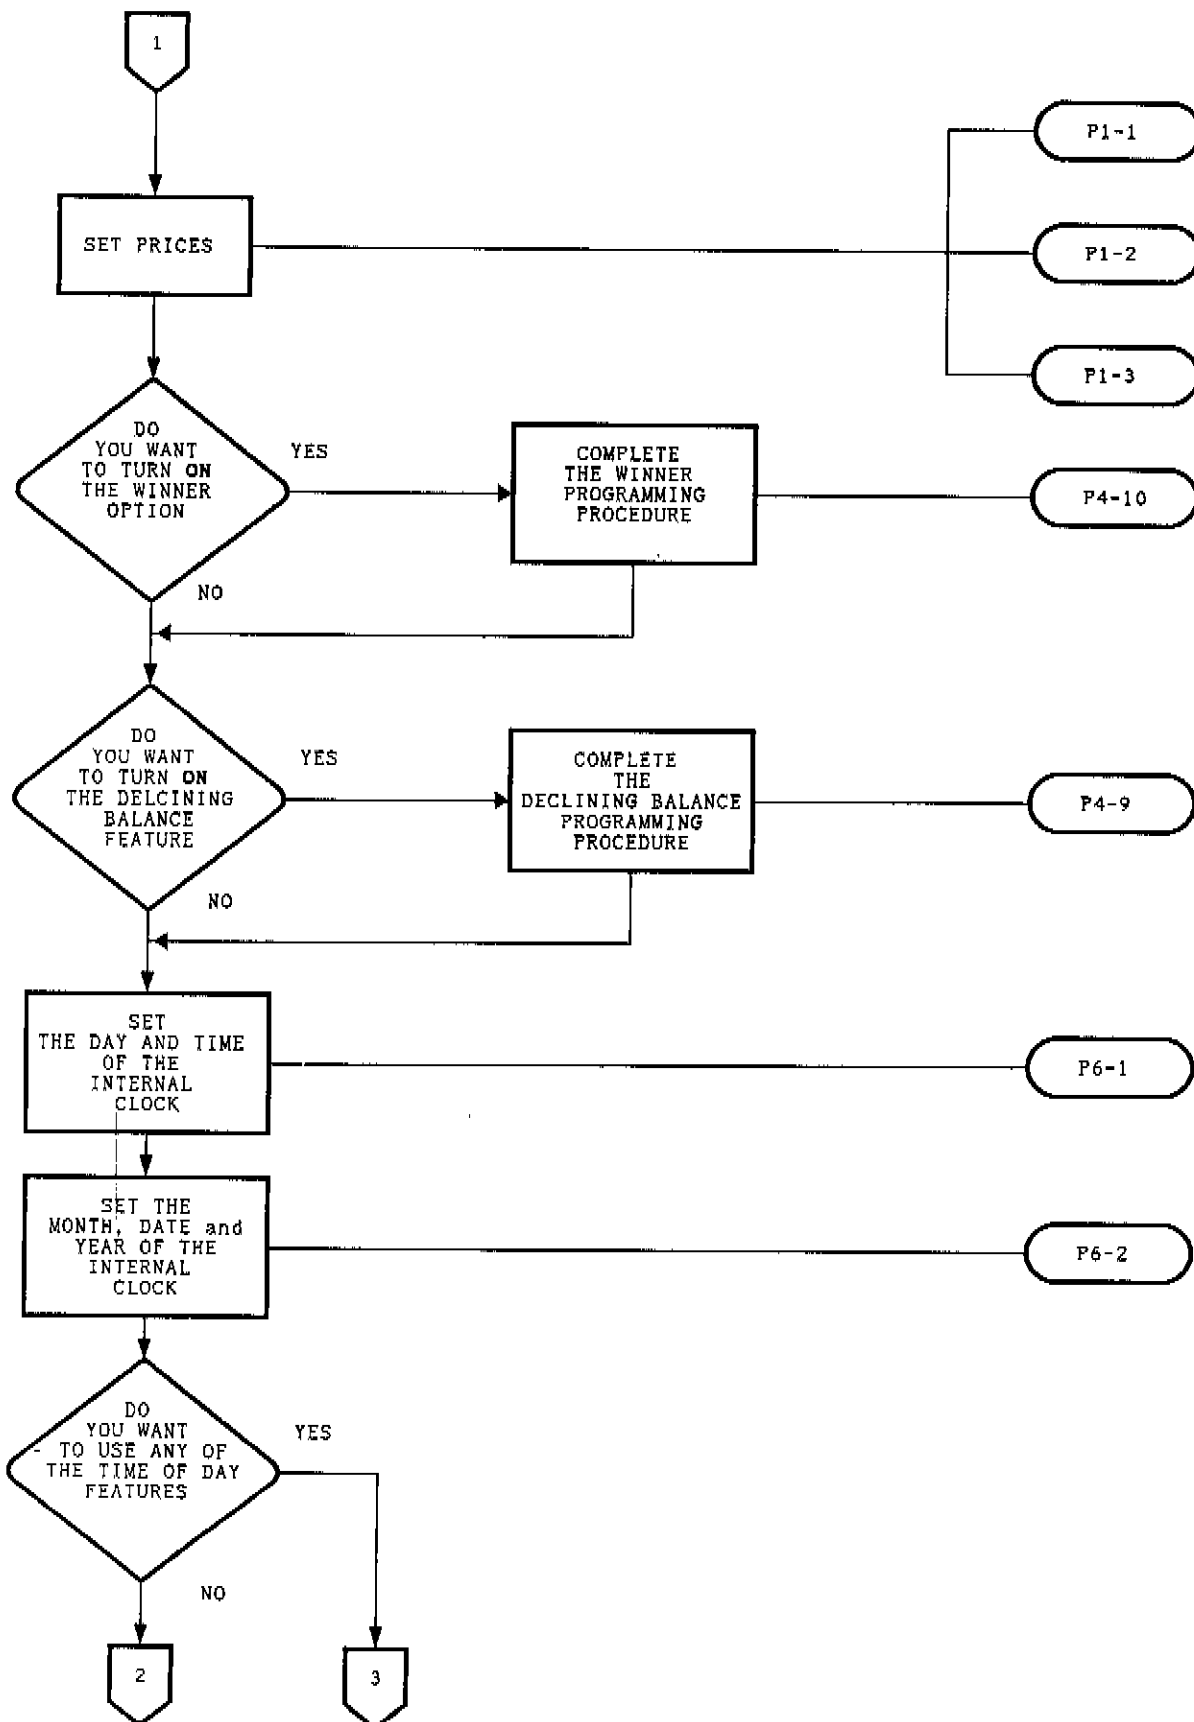 1
P1-1
SET PRICES
P1-2
P1-3
DO
YOU WANT
TO TURN ON
THE WINNER
OPTION
YES
COMPLETE
THE WINNER
PROGRAMMING
PROCEDURE
P4-10
NO
DO
YOU WANT
TO TURN ON
THE DELCINING
BALANCE
FEATURE
YES
COMPLETE
THE
DECLINING BALANCE
PROGRAMMING
PROCEDURE
P4-9
NO
SET
THE DAY AND TIME
OF THE
INTERNAL
CLOCK
P6-1
SET THE
MONTH, DATE and
YEAR OF THE
INTERNAL
CLOCK
P6-2
DO
YOU WANT
- TO USE ANY OF
THE TIME OF DAY
FEATURES
YES
NO
2
3